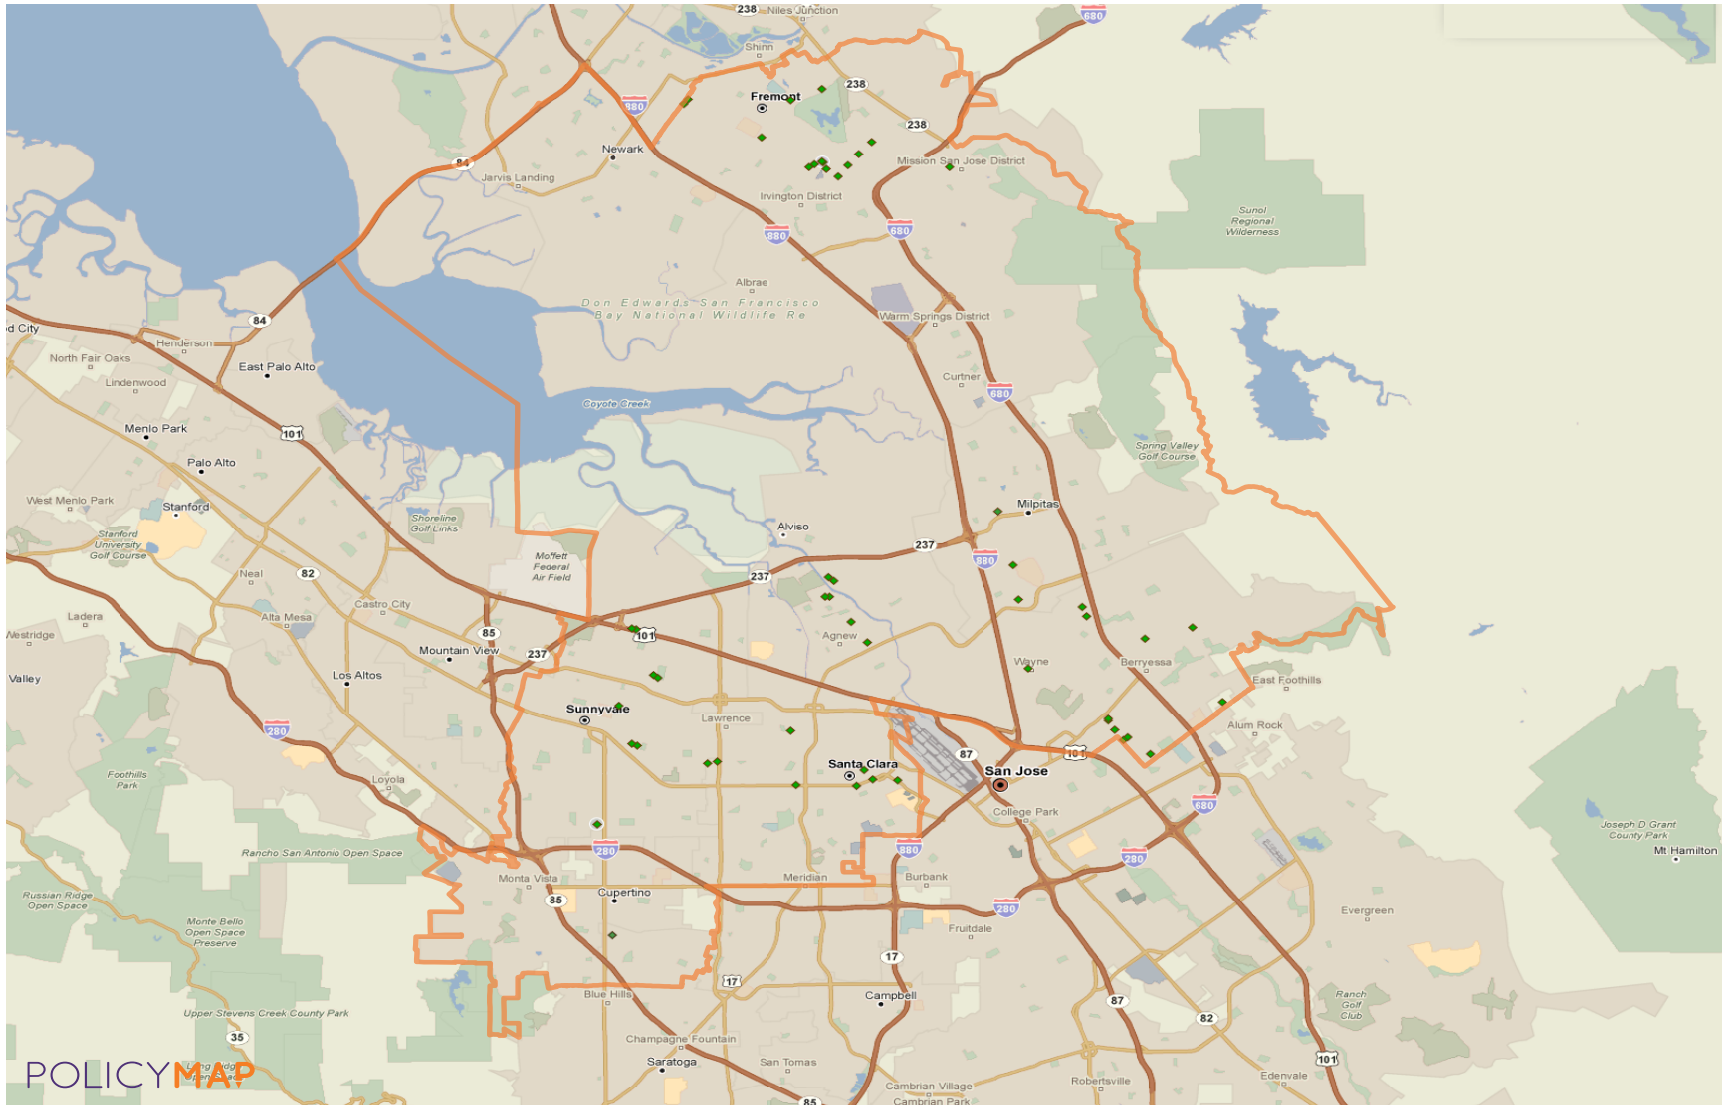 238
Niles Junction
680
Shinn
238
Fremont
880
238
Newark
84
Mission San Jose District
Jarvis Landing
Irvington District
Sunol
Regional
Wilderness
880
680
Albrae
Don Edwards San Francisco
Bay National Wildlife Re
Warm Springs District
84
d City
Henderson
North Fair Oaks
East Palo Alto
Lindenwood
Curtner
680
Coyote Creek
Menlo Park
101
Spring Valley
Golf Course
Palo Alto
West Menlo Park
Stanford
Milpitas
Shoreline
Golf Links
Alviso
Stanford
University
Golf Course
237
880
Moffett
Federal
Air Field
237
Neal
82
Castro City
Ladera
Alta Mesa
Westridge
85
101
Agnew
Mountain View
237
Wayne
Berryessa
Valley
Los Altos
East Foothills
Sunnyvale
Lawrence
Alum Rock
280
87
101
Santa Clara
San Jose
Foothills
Park
Loyola
College Park
680
Joseph D Grant
County Park
Rancho San Antonio Open Space
280
880
280
Mt Hamilton
Monta Vista
Meridian
Burbank
Russian Ridge
Open Space
85
Cupertino
280
Evergreen
Monte Bello
Open Space
Preserve
Fruitdale
17
17
Blue Hills
Campbell
87
Ranch
Golf
Club
Upper Stevens Creek County Park
82
35
Champagne Foundation
101
Saratoga
San Tomas
POLICYMAP
Open Space
Robertsville
Edenvale
Cambrian Village
Cambrian Park
85